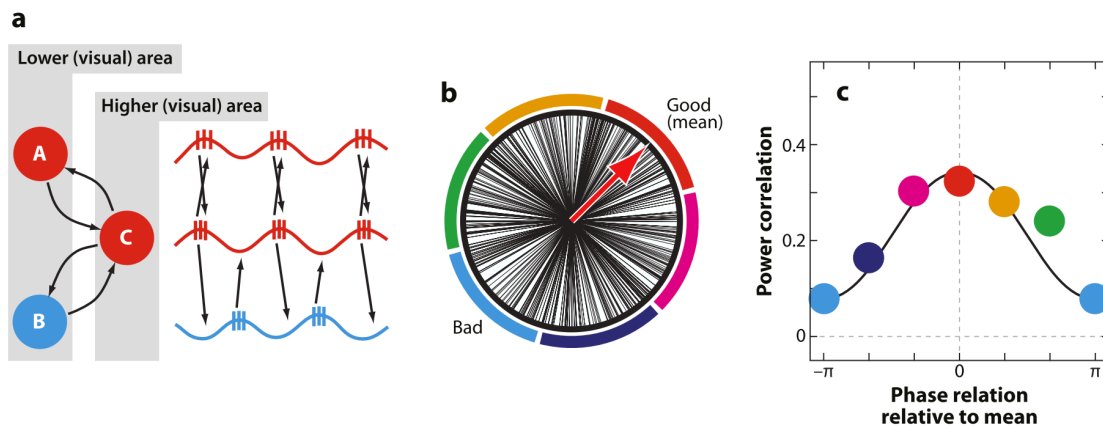 a
Lower (visual) area
Higher (visual) area
A
C
B
b
Good
(mean)
Bad
c
Power correlation
0.4
0.2
0
–π
0
π
Phase relation
relative to mean